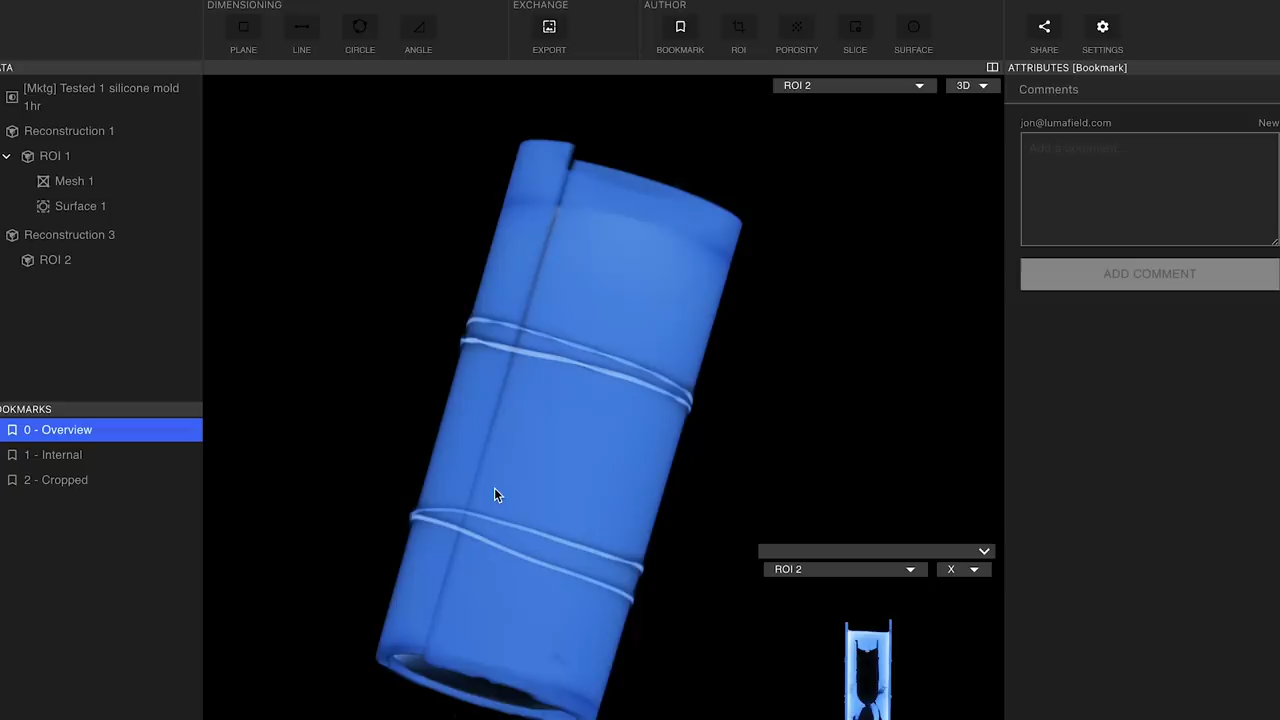 DIMENSIONING
EXCHANGE
AUTHOR
PLANE
LINE
CIRCLE
ANGLE
EXPORT
BOOKMARK
ROI
POROSITY
SLICE
SURFACE
SHARE
SETTINGS
TA
ATTRIBUTES [Bookmark]
[Mktg] Tested 1 silicone mold
1hr
Reconstruction 1
ROI 1
Mesh 1
Surface 1
Reconstruction 3
ROI 2
OOKMARKS
0 - Overview
1 - Internal
2 - Cropped
ROI 2
3D
ROI 2
X
Comments
jon@lumafield.com
New
Add a comment...
ADD COMMENT